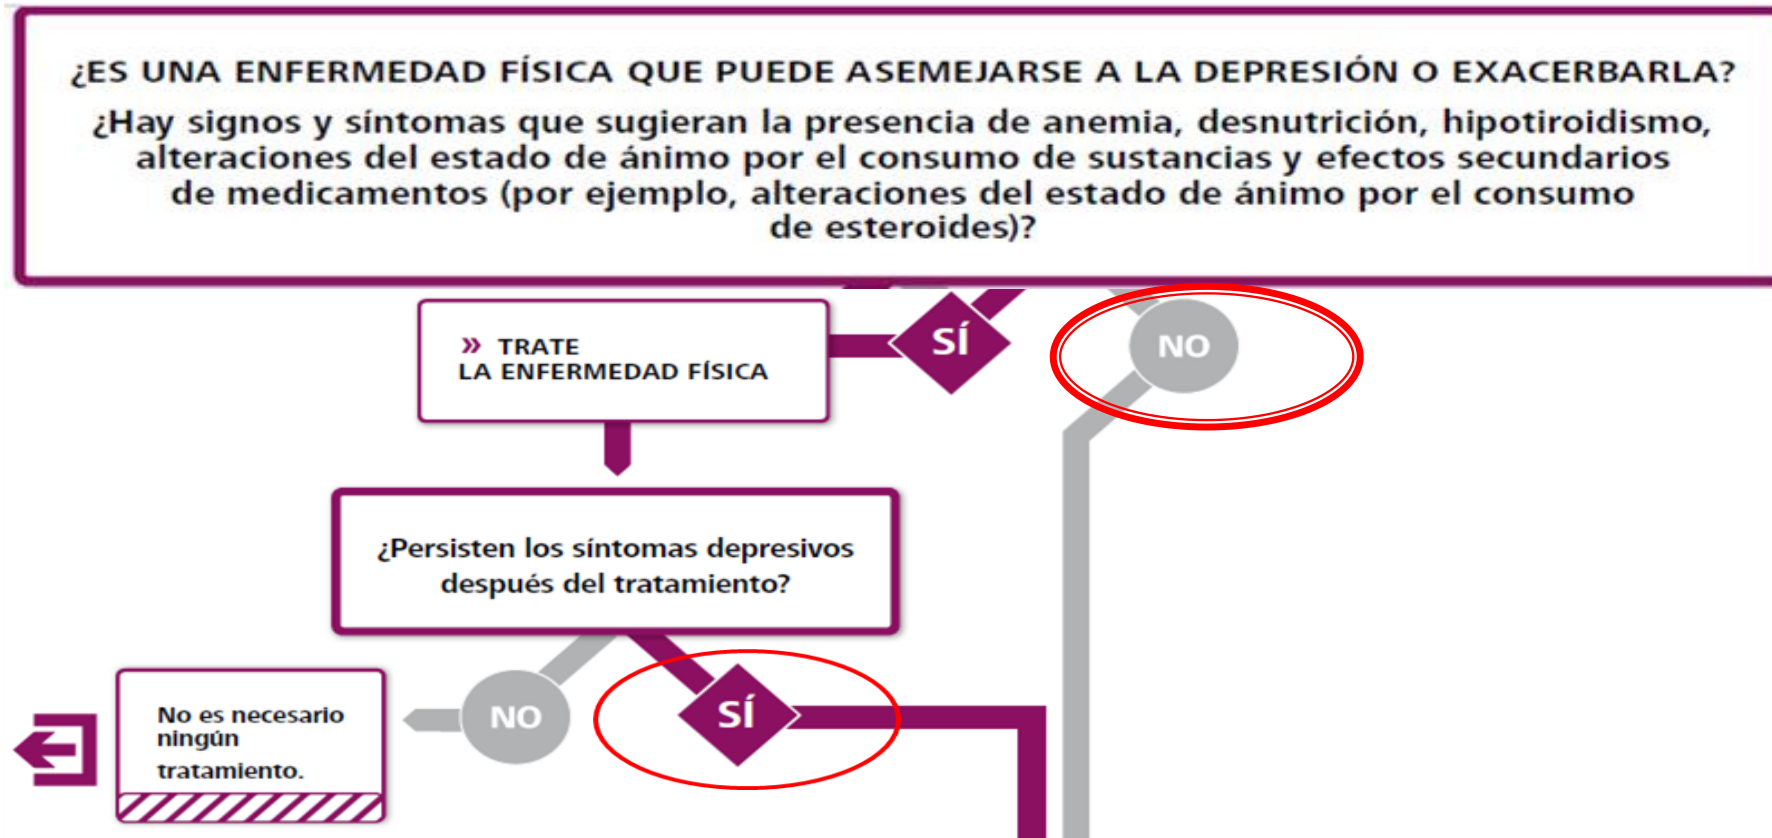 ¿ES UNA ENFERMEDAD FÍSICA QUE PUEDE ASEMEJARSE A LA DEPRESIÓN O EXACERBARLA?
¿Hay signos y síntomas que sugieran la presencia de anemia, desnutrición, hipotiroidismo,
alteraciones del estado de ánimo por el consumo de sustancias y efectos secundarios
de medicamentos (por ejemplo, alteraciones del estado de ánimo por el consumo
de esteroides)?
» TRATE
LA ENFERMEDAD FÍSICA
SÍ
NO
¿Persisten los síntomas depresivos
después del tratamiento?
No es necesario
ningún
tratamiento.
NO
SÍ